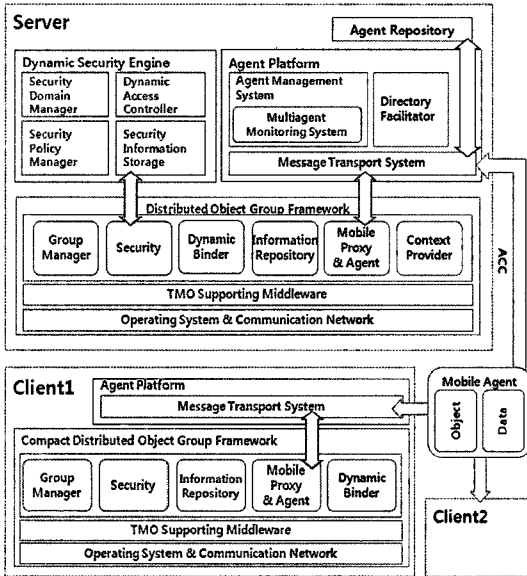 Server
Agent Repository
Dynamic Security Engine
Security
Domain
Manager
Dynamic
Access
Controller
Security
Policy
Manager
Security
Information
Storage
Agent Platform
Agent Management
System
Multiagent
Monitoring System
Directory
Facilitator
Message Transport System
Distributed Object Group Framework
Group
Manager
Security
Dynamic
Binder
Information
Repository
Mobile
Proxy
& Agent
Context
Provider
TMO Supporting Middleware
Operating System & Communication Network
ACC
Client1
Agent Platform
Message Transport System
Compact Distributed Object Group Framework
Group
Manager
Security
Information
Repository
Mobile
Proxy
& Agent
Dynamic
Binder
TMO Supporting Middleware
Operating System & Communication Network
Mobile Agent
Object
Data
Client2